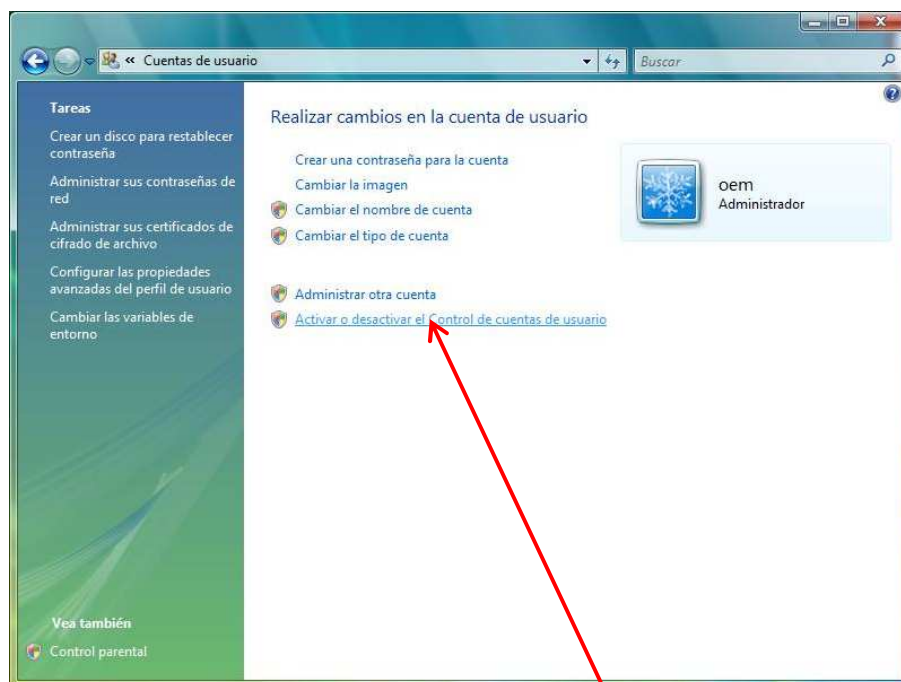 « Cuentas de usuario
Buscar
Tareas
Crear un disco para restablecer
contraseña
Administrar sus contraseñas de
red
Administrar sus certificados de
cifrado de archivo
Configurar las propiedades
avanzadas del perfil de usuario
Cambiar las variables de
entorno
Vea también
Control parental
Realizar cambios en la cuenta de usuario
Crear una contraseña para la cuenta
Cambiar la imagen
Cambiar el nombre de cuenta
Cambiar el tipo de cuenta
Administrar otra cuenta
Activar o desactivar el Control de cuentas de usuario
oem
Administrador